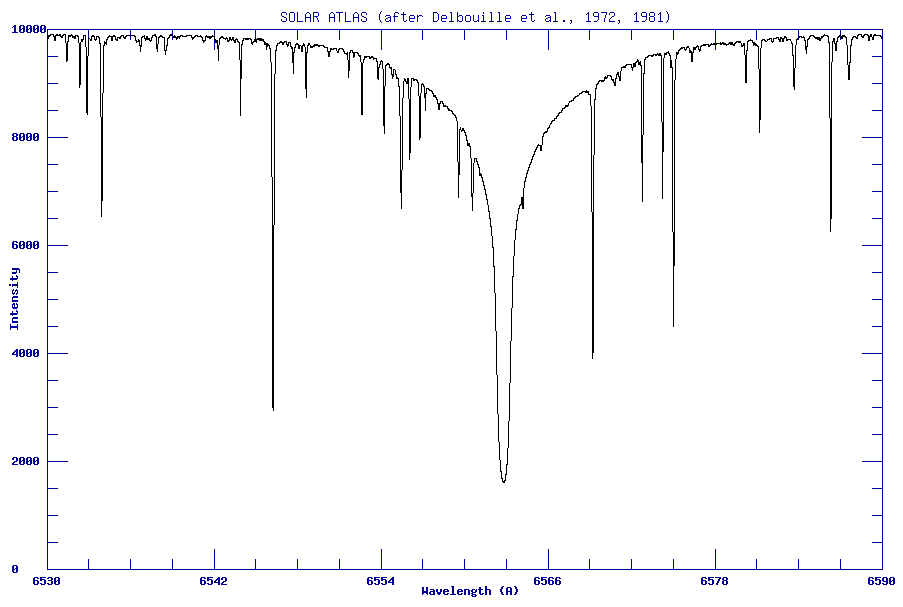 SOLAR ATLAS (after Delbouille et al., 1972, 1981)
10000
8000
6000
Intensity
4000
2000
0
6530 6542 6554 6566 6578 6590
Wavelength (A)